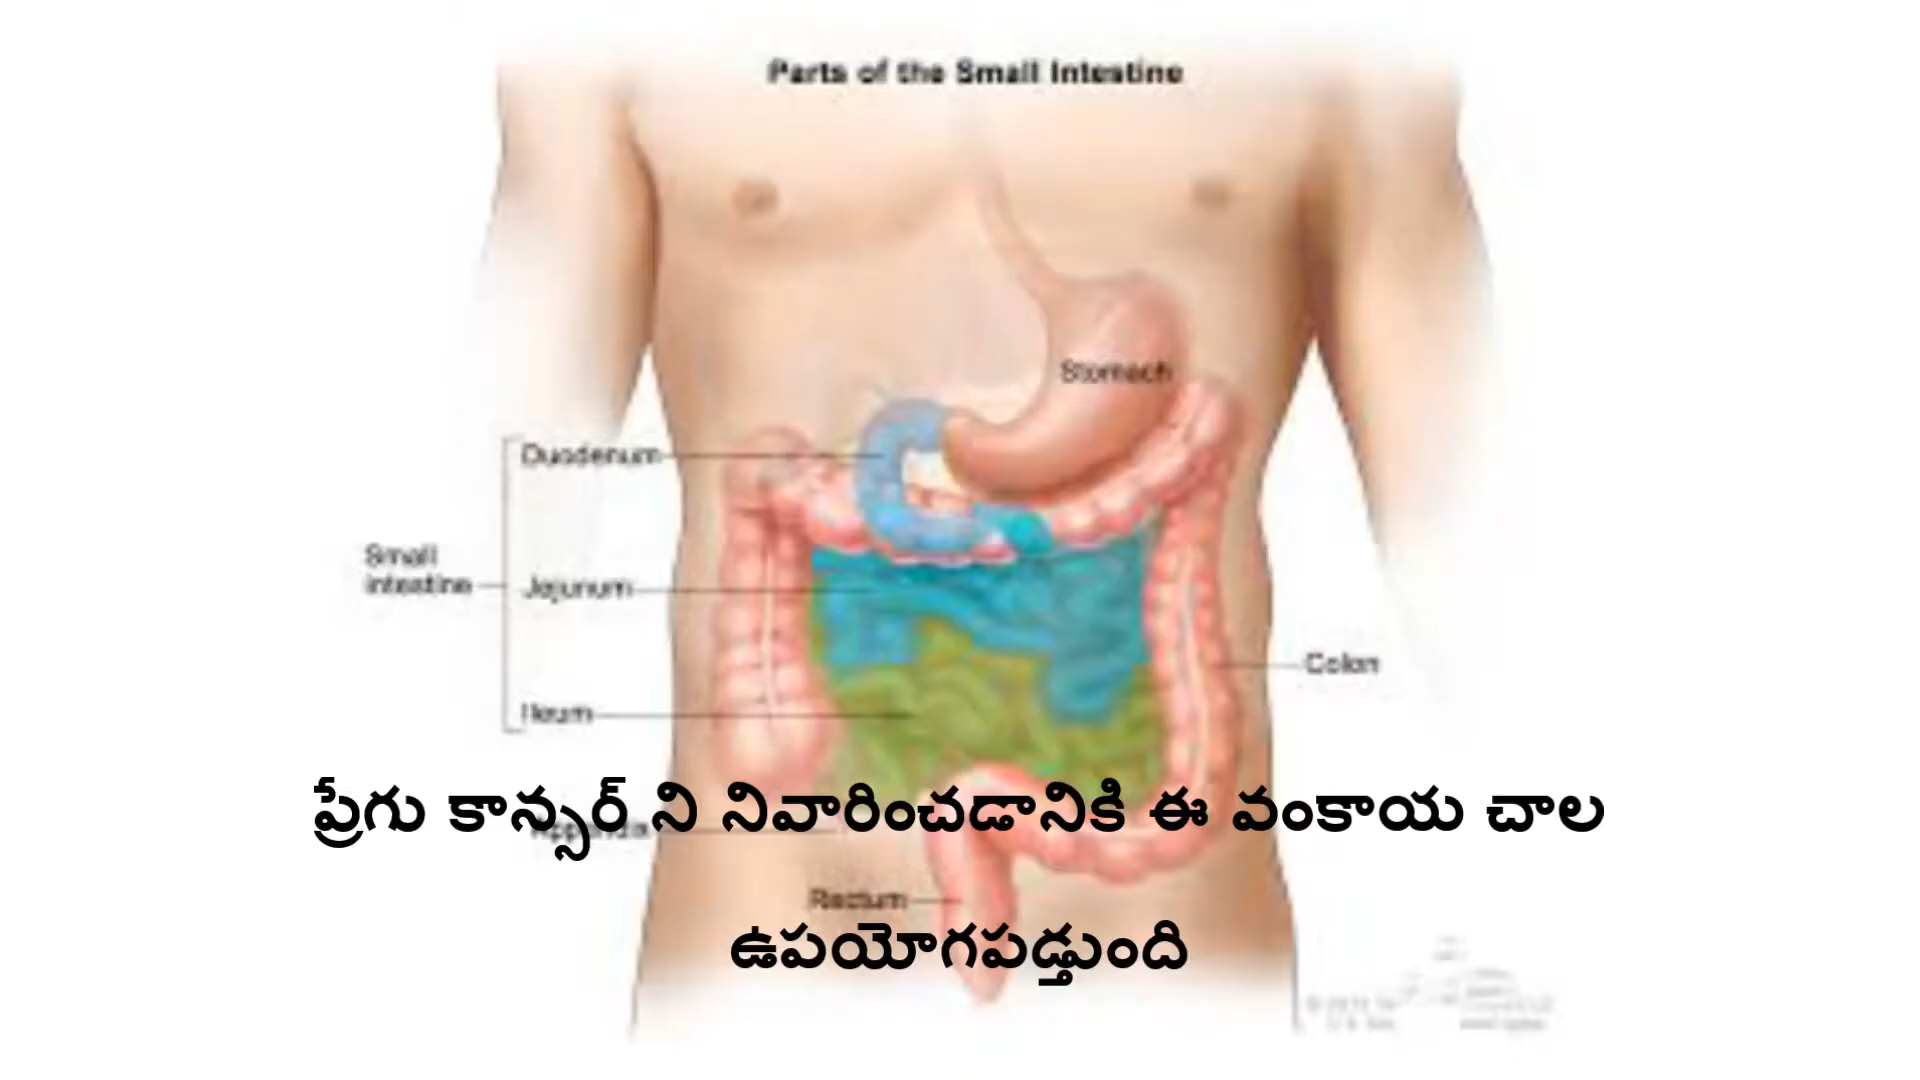 Parts of the Small Intestine
Stomach
Duodenum
Small
intestine
Jejunum
Colon
Ileum
ప్రేగు కాన్సర్ ని నివారించడానికి ఈ వంకాయ చాల
Rectum
ఉపయోగపడ్తుంది